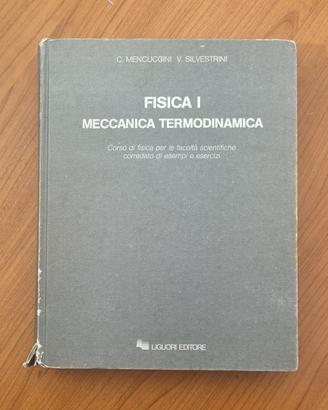 C. MENCUCCINI V. SILVESTRINI
FISICA I
MECCANICA TERMODINAMICA
Corso di fisica per le facoltà scientifiche
corredato di esempi e esercizi
LIGUORI EDITORE